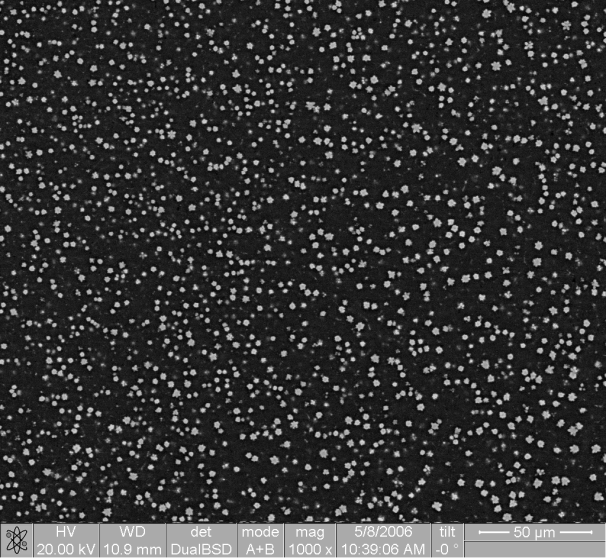 HV WD det mode mag 5/8/2006 tilt 50 µm
20.00 kV 10.9 mm DualBSD A+B 1000 x 10:39:06 AM -0 °